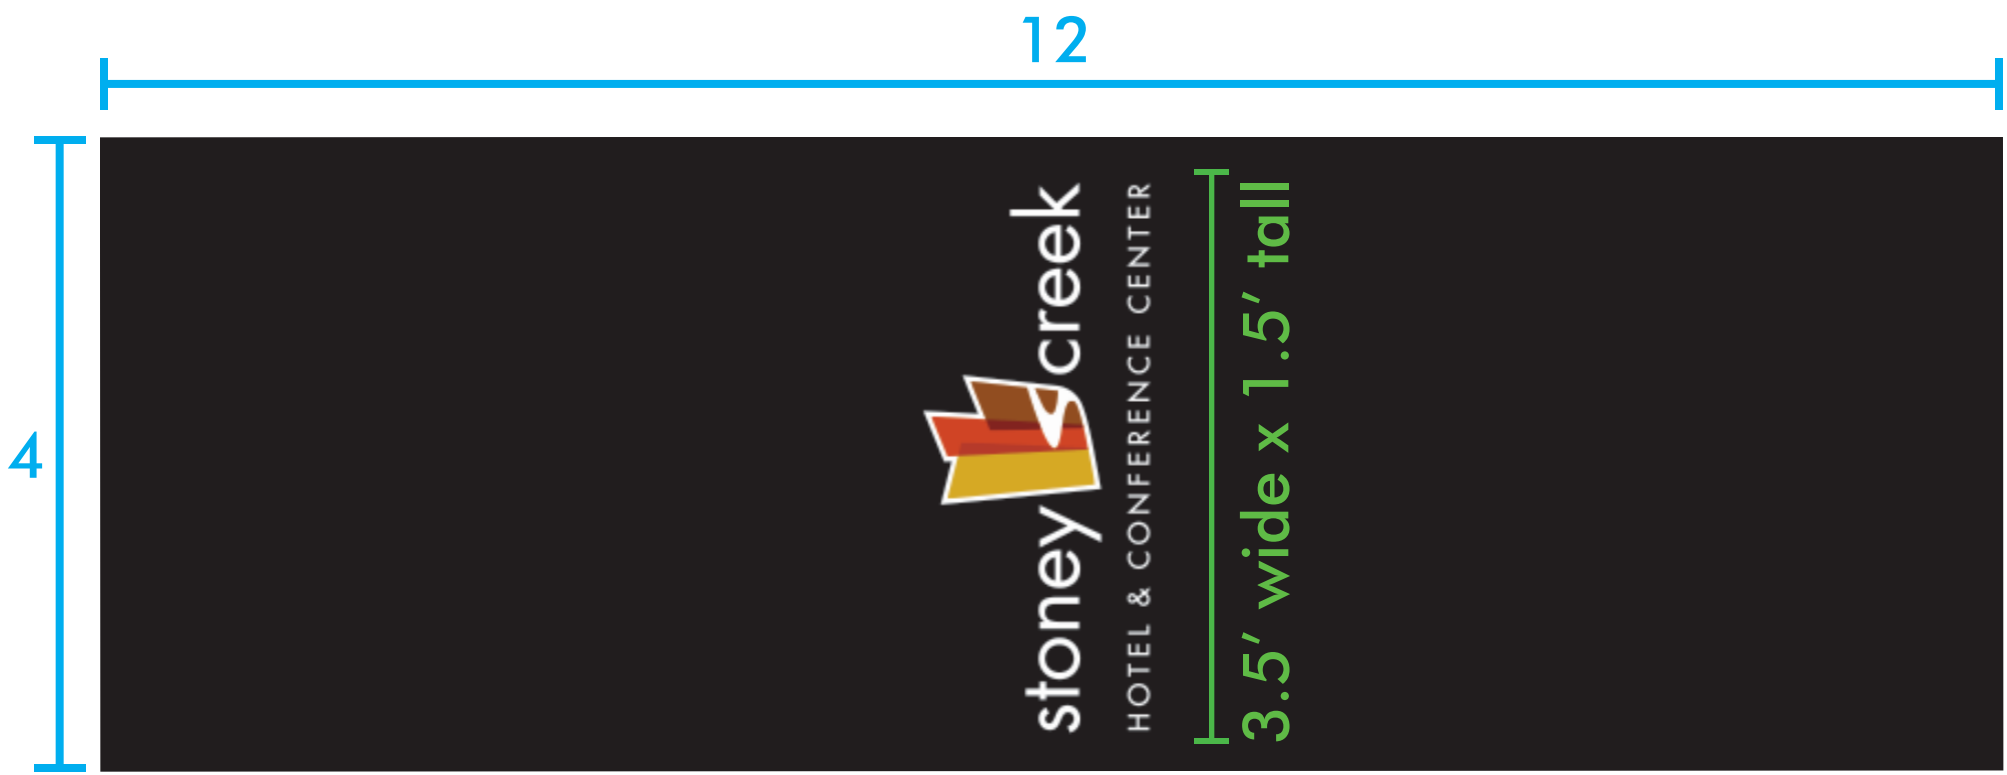 12
4
stoney creek
HOTEL & CONFERENCE CENTER
3.5’ wide x 1.5’ tall